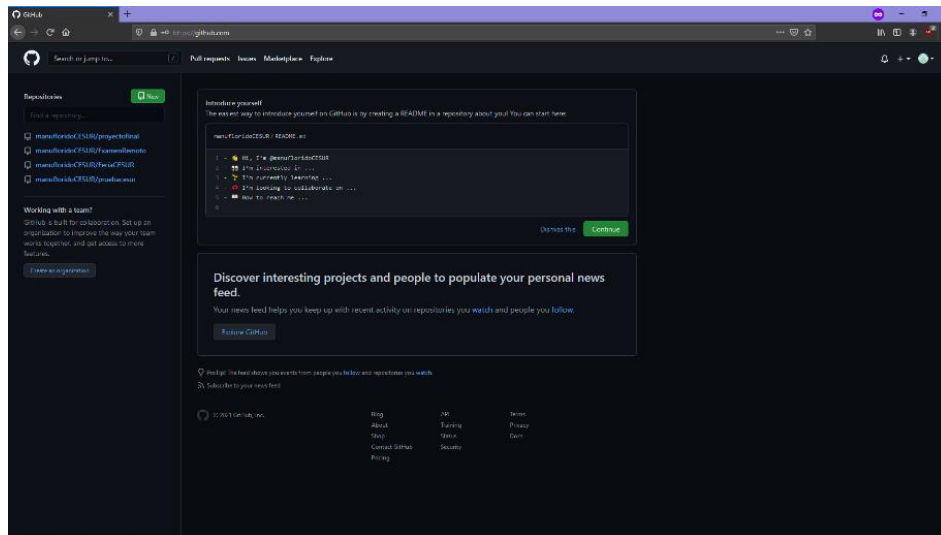 GitHub
https://github.com
Search or jump to...
/
Pull requests Issues Marketplace Explore
Repositories
New
Find a repository...
manufloridoCESUR/proyectofinal
manufloridoCESUR/ExamenRemoto
manufloridoCESUR/FeriaCESUR
manufloridoCESUR/pruebacesur
Working with a team?
GitHub is built for collaboration. Set up an
organization to improve the way your team
works together, and get access to more
features.
Create an organization
Introduce yourself
The easiest way to introduce yourself on GitHub is by creating a README in a repository about you! You can start here:
manufloridoCESUR / README.md
1 - 👋 Hi, I'm @manufloridoCESUR
2 - 👀 I'm interested in ...
3 - 🌱 I'm currently learning ...
4 - 💞️ I'm looking to collaborate on ...
5 - 📫 How to reach me ...
6
Dismiss this
Continue
Discover interesting projects and people to populate your personal news
feed.
Your news feed helps you keep up with recent activity on repositories you watch and people you follow.
Explore GitHub
ProTip! The feed shows you events from people you follow and repositories you watch.
Subscribe to your news feed
© 2021 GitHub, Inc.
Blog
About
Shop
Contact GitHub
Pricing
API
Training
Status
Security
Terms
Privacy
Docs